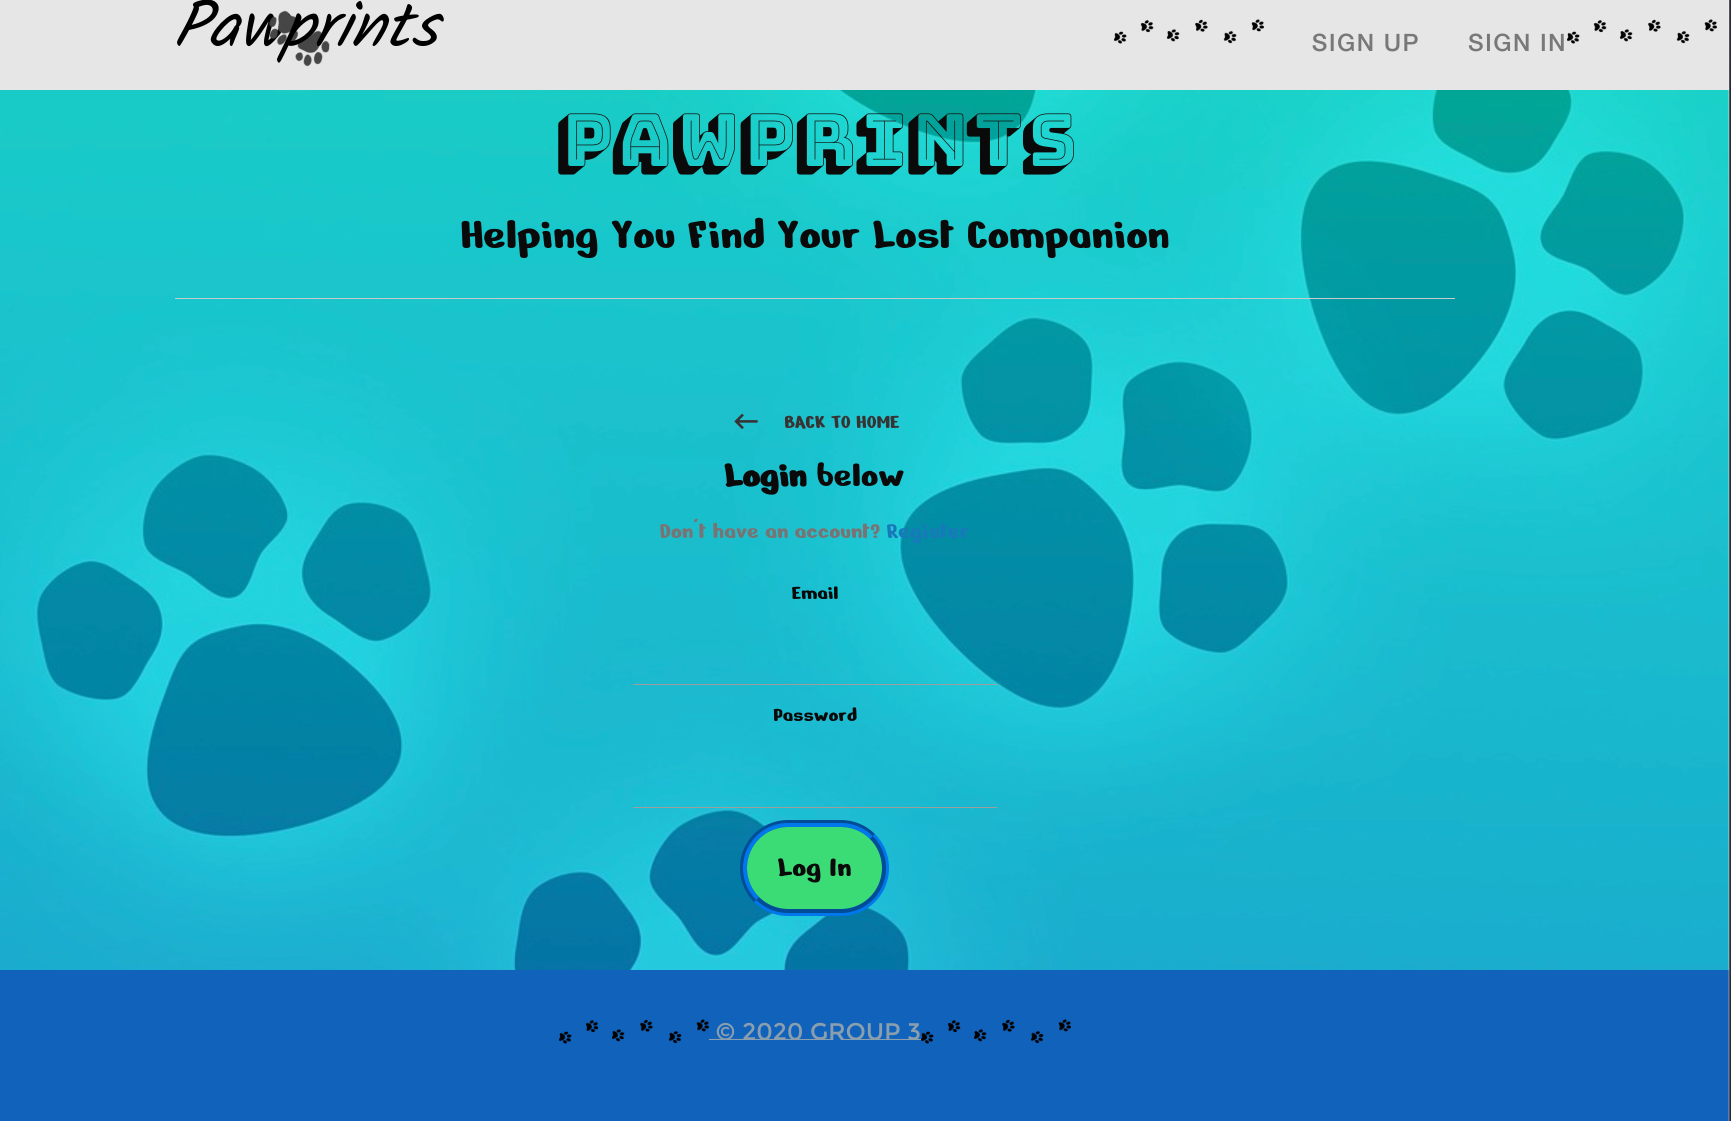 Pawprints
SIGN UP SIGN IN
PAWPRINTS
Helping You Find Your Lost Companion
BACK TO HOME
Login below
Don't have an account? Register
Email
Password
Log In
© 2020 GROUP 3